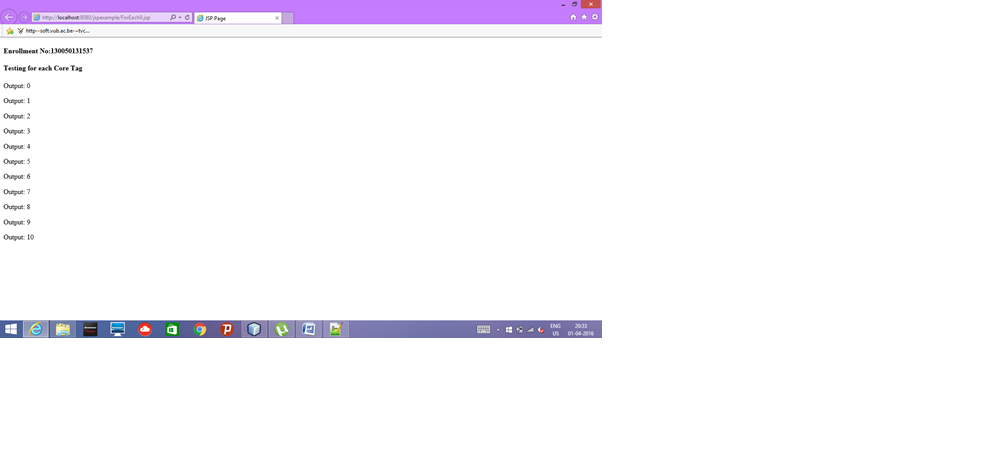 http://localhost:8080/jspexample/ForEach9.jsp
JSP Page
http--soft.vub.ac.be-~tvc...
Enrollment No:130050131537
Testing for each Core Tag
Output: 0
Output: 1
Output: 2
Output: 3
Output: 4
Output: 5
Output: 6
Output: 7
Output: 8
Output: 9
Output: 10
ENG
US
20:33
01-04-2016